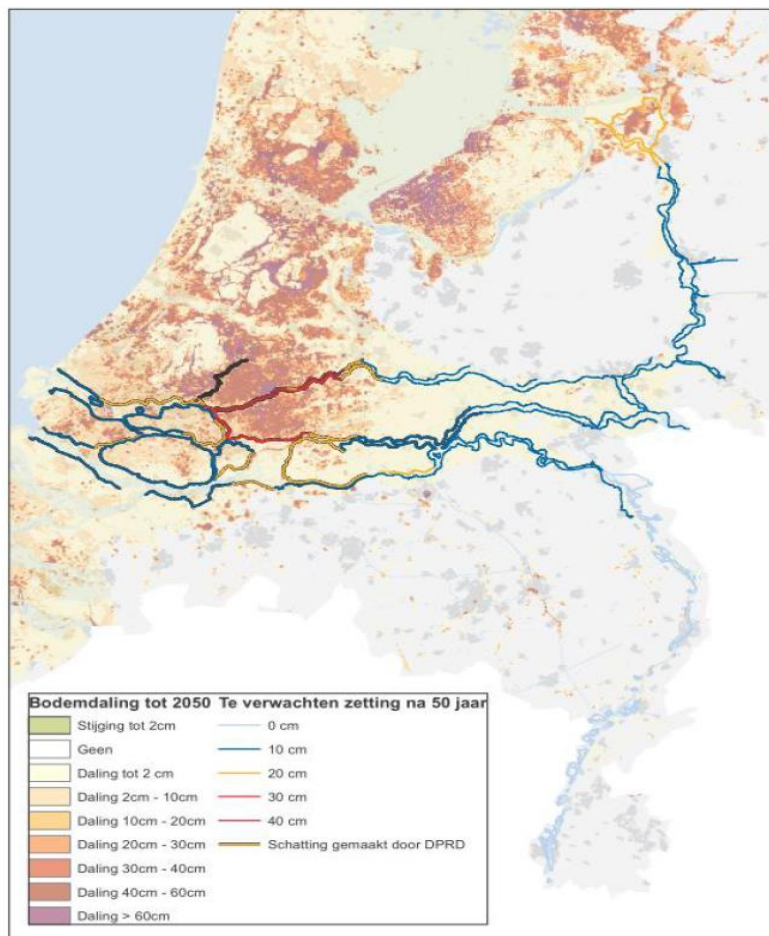 Bodemdaling tot 2050 Te verwachten zetting na 50 jaar
Stijging tot 2cm 0 cm
Geen 10 cm
Daling tot 2 cm 20 cm
Daling 2cm - 10cm 30 cm
Daling 10cm - 20cm 40 cm
Daling 20cm - 30cm Schatting gemaakt door DPRD
Daling 30cm - 40cm
Daling 40cm - 60cm
Daling > 60cm